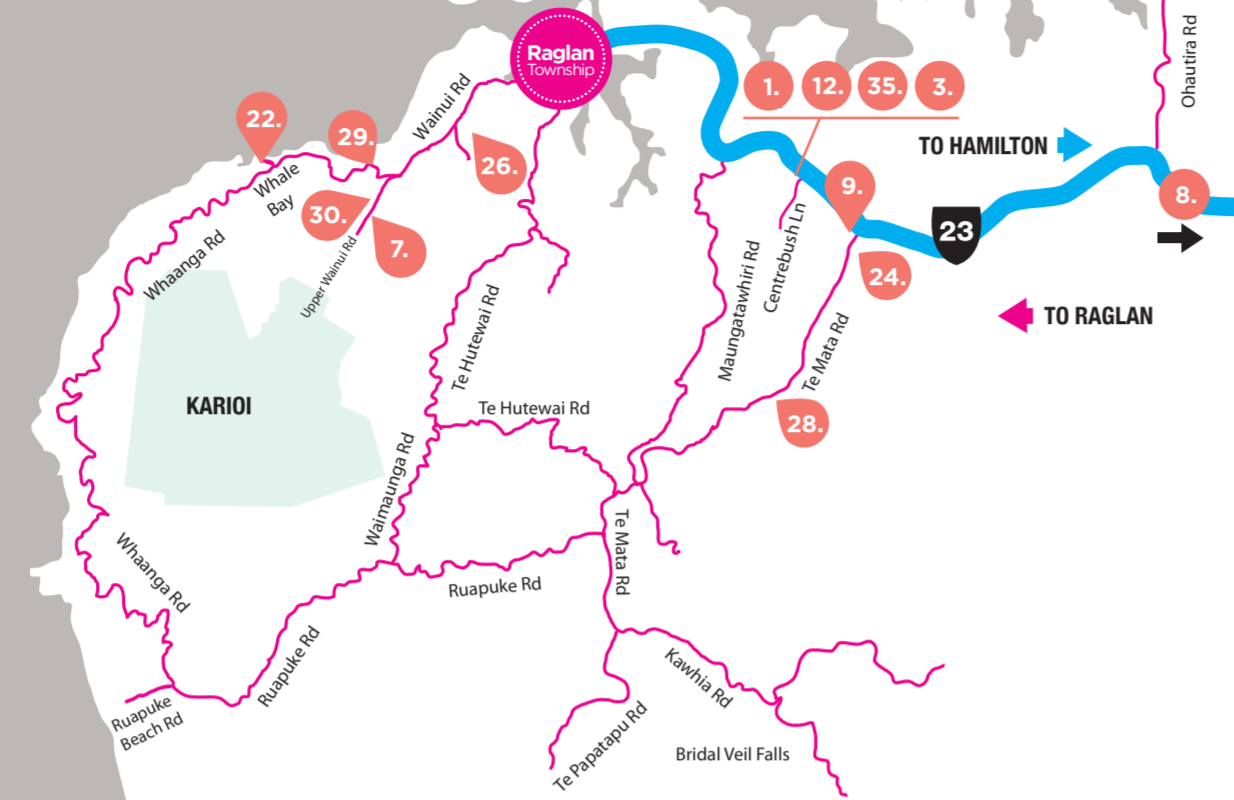 Raglan
Township
Ohautira Rd
1.
12.
35.
3.
Wainui Rd
22.
29.
TO HAMILTON
26.
9.
8.
Whale
Bay
30.
7.
23
24.
Whaanga Rd
Upper Wainui Rd
Maungatawhiri Rd
Centrebush Ln
TO RAGLAN
Te Hutewai Rd
Te Mata Rd
KARIOI
Te Hutewai Rd
28.
Waimaunga Rd
Whaanga Rd
Te Mata Rd
Ruapuke Rd
Ruapuke Rd
Kawhia Rd
Ruapuke
Beach Rd
Te Papatapu Rd
Bridal Veil Falls